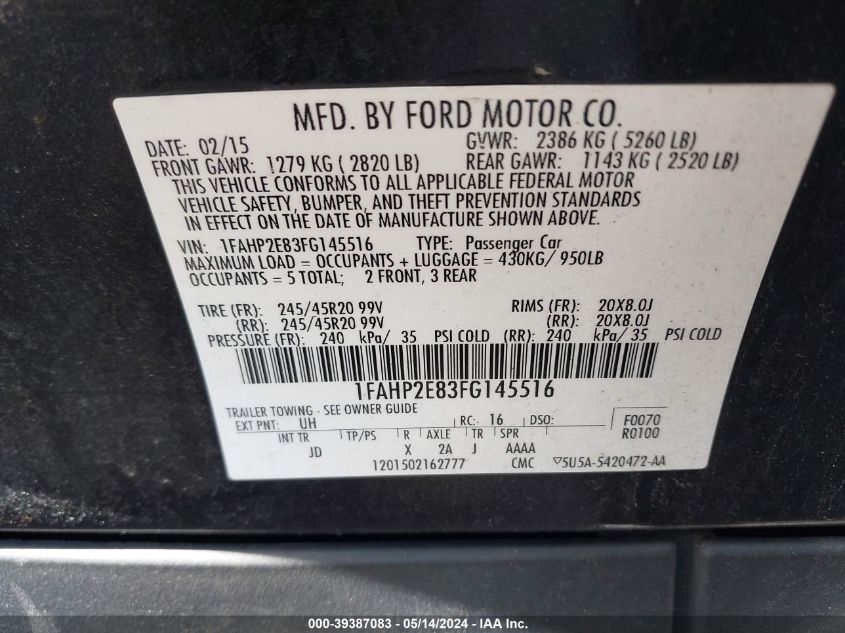 MFD. BY FORD MOTOR CO.
DATE: 02/15 GVWR: 2386 KG ( 5260 LB)
FRONT GAWR: 1279 KG ( 2820 LB) REAR GAWR: 1143 KG ( 2520 LB)
THIS VEHICLE CONFORMS TO ALL APPLICABLE FEDERAL MOTOR
VEHICLE SAFETY, BUMPER, AND THEFT PREVENTION STANDARDS
IN EFFECT ON THE DATE OF MANUFACTURE SHOWN ABOVE.
VIN: 1FAHP2E83FG145516 TYPE: Passenger Car
MAXIMUM LOAD = OCCUPANTS + LUGGAGE = 430KG/ 950LB
OCCUPANTS = 5 TOTAL; 2 FRONT, 3 REAR
TIRE (FR): 245/45R20 99V RIMS (FR): 20X8.0J
(RR): 245/45R20 99V (RR): 20X8.0J
PRESSURE (FR): 240 kPa/ 35 PSI COLD (RR): 240 kPa/ 35 PSI COLD
1FAHP2E83FG145516
TRAILER TOWING - SEE OWNER GUIDE
EXT PNT: UH RC: 16 DSO: F0070
INT TR TP/PS R AXLE TR SPR R0100
JD X 2A J AAAA
1201502162777 CMC ▽5U5A-5420472-AA
000-39387083 - 05/14/2024 - IAA Inc.